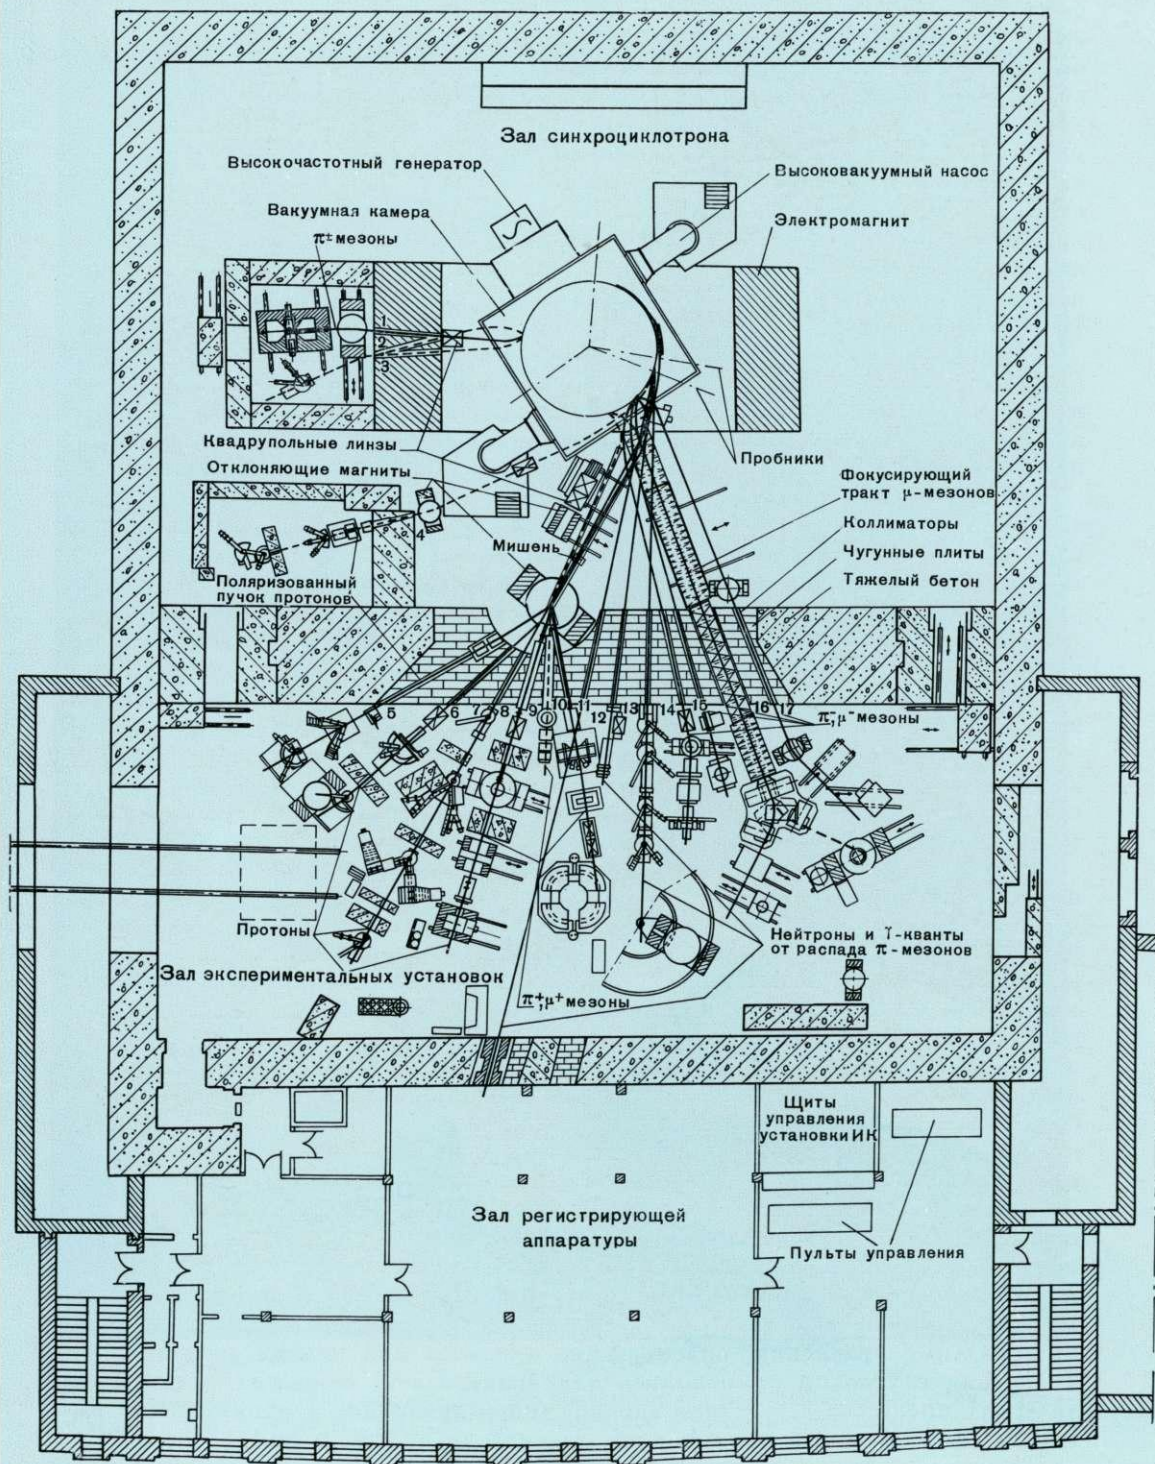 Зал синхроциклотрона
Высокочастотный генератор
Высоковакуумный насос
Вакуумная камера
Электромагнит
π± мезоны
1
2
3
Квадрупольные линзы
Пробники
Отклоняющие магниты
Фокусирующий
тракт μ-мезонов
4
Коллиматоры
Мишень
Чугунные плиты
Поляризованный
пучок протонов
Тяжелый бетон
5
6
7
8
9
10
11
12
13
14
15
16
17
π⁻,μ⁻ мезоны
Протоны
Нейтроны и γ-кванты
от распада π-мезонов
Зал экспериментальных установок
π⁺,μ⁺ мезоны
Щиты
управления
установки ИК
Зал регистрирующей
аппаратуры
Пульты управления